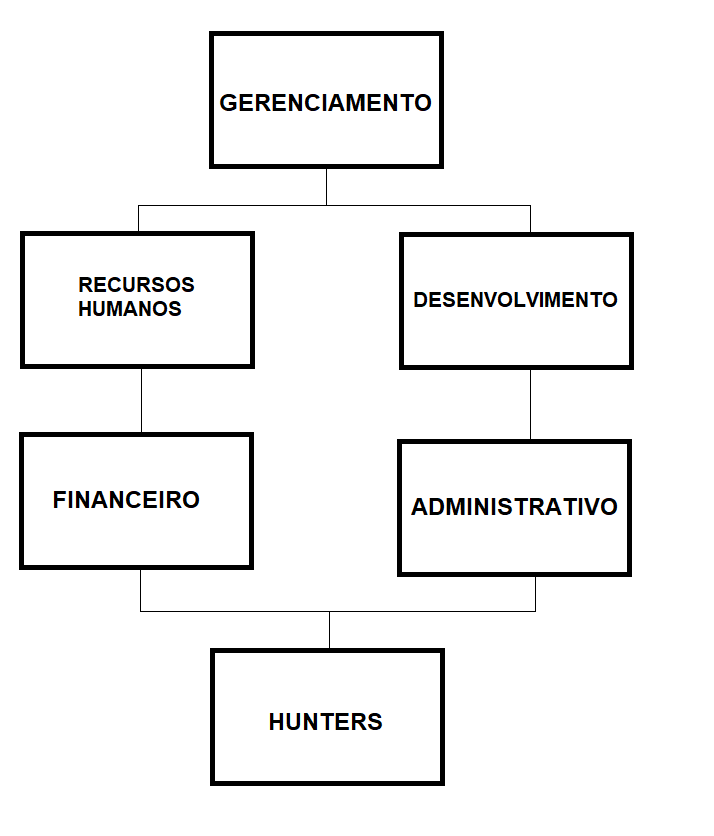 GERENCIAMENTO
RECURSOS
HUMANOS
DESENVOLVIMENTO
FINANCEIRO
ADMINISTRATIVO
HUNTERS